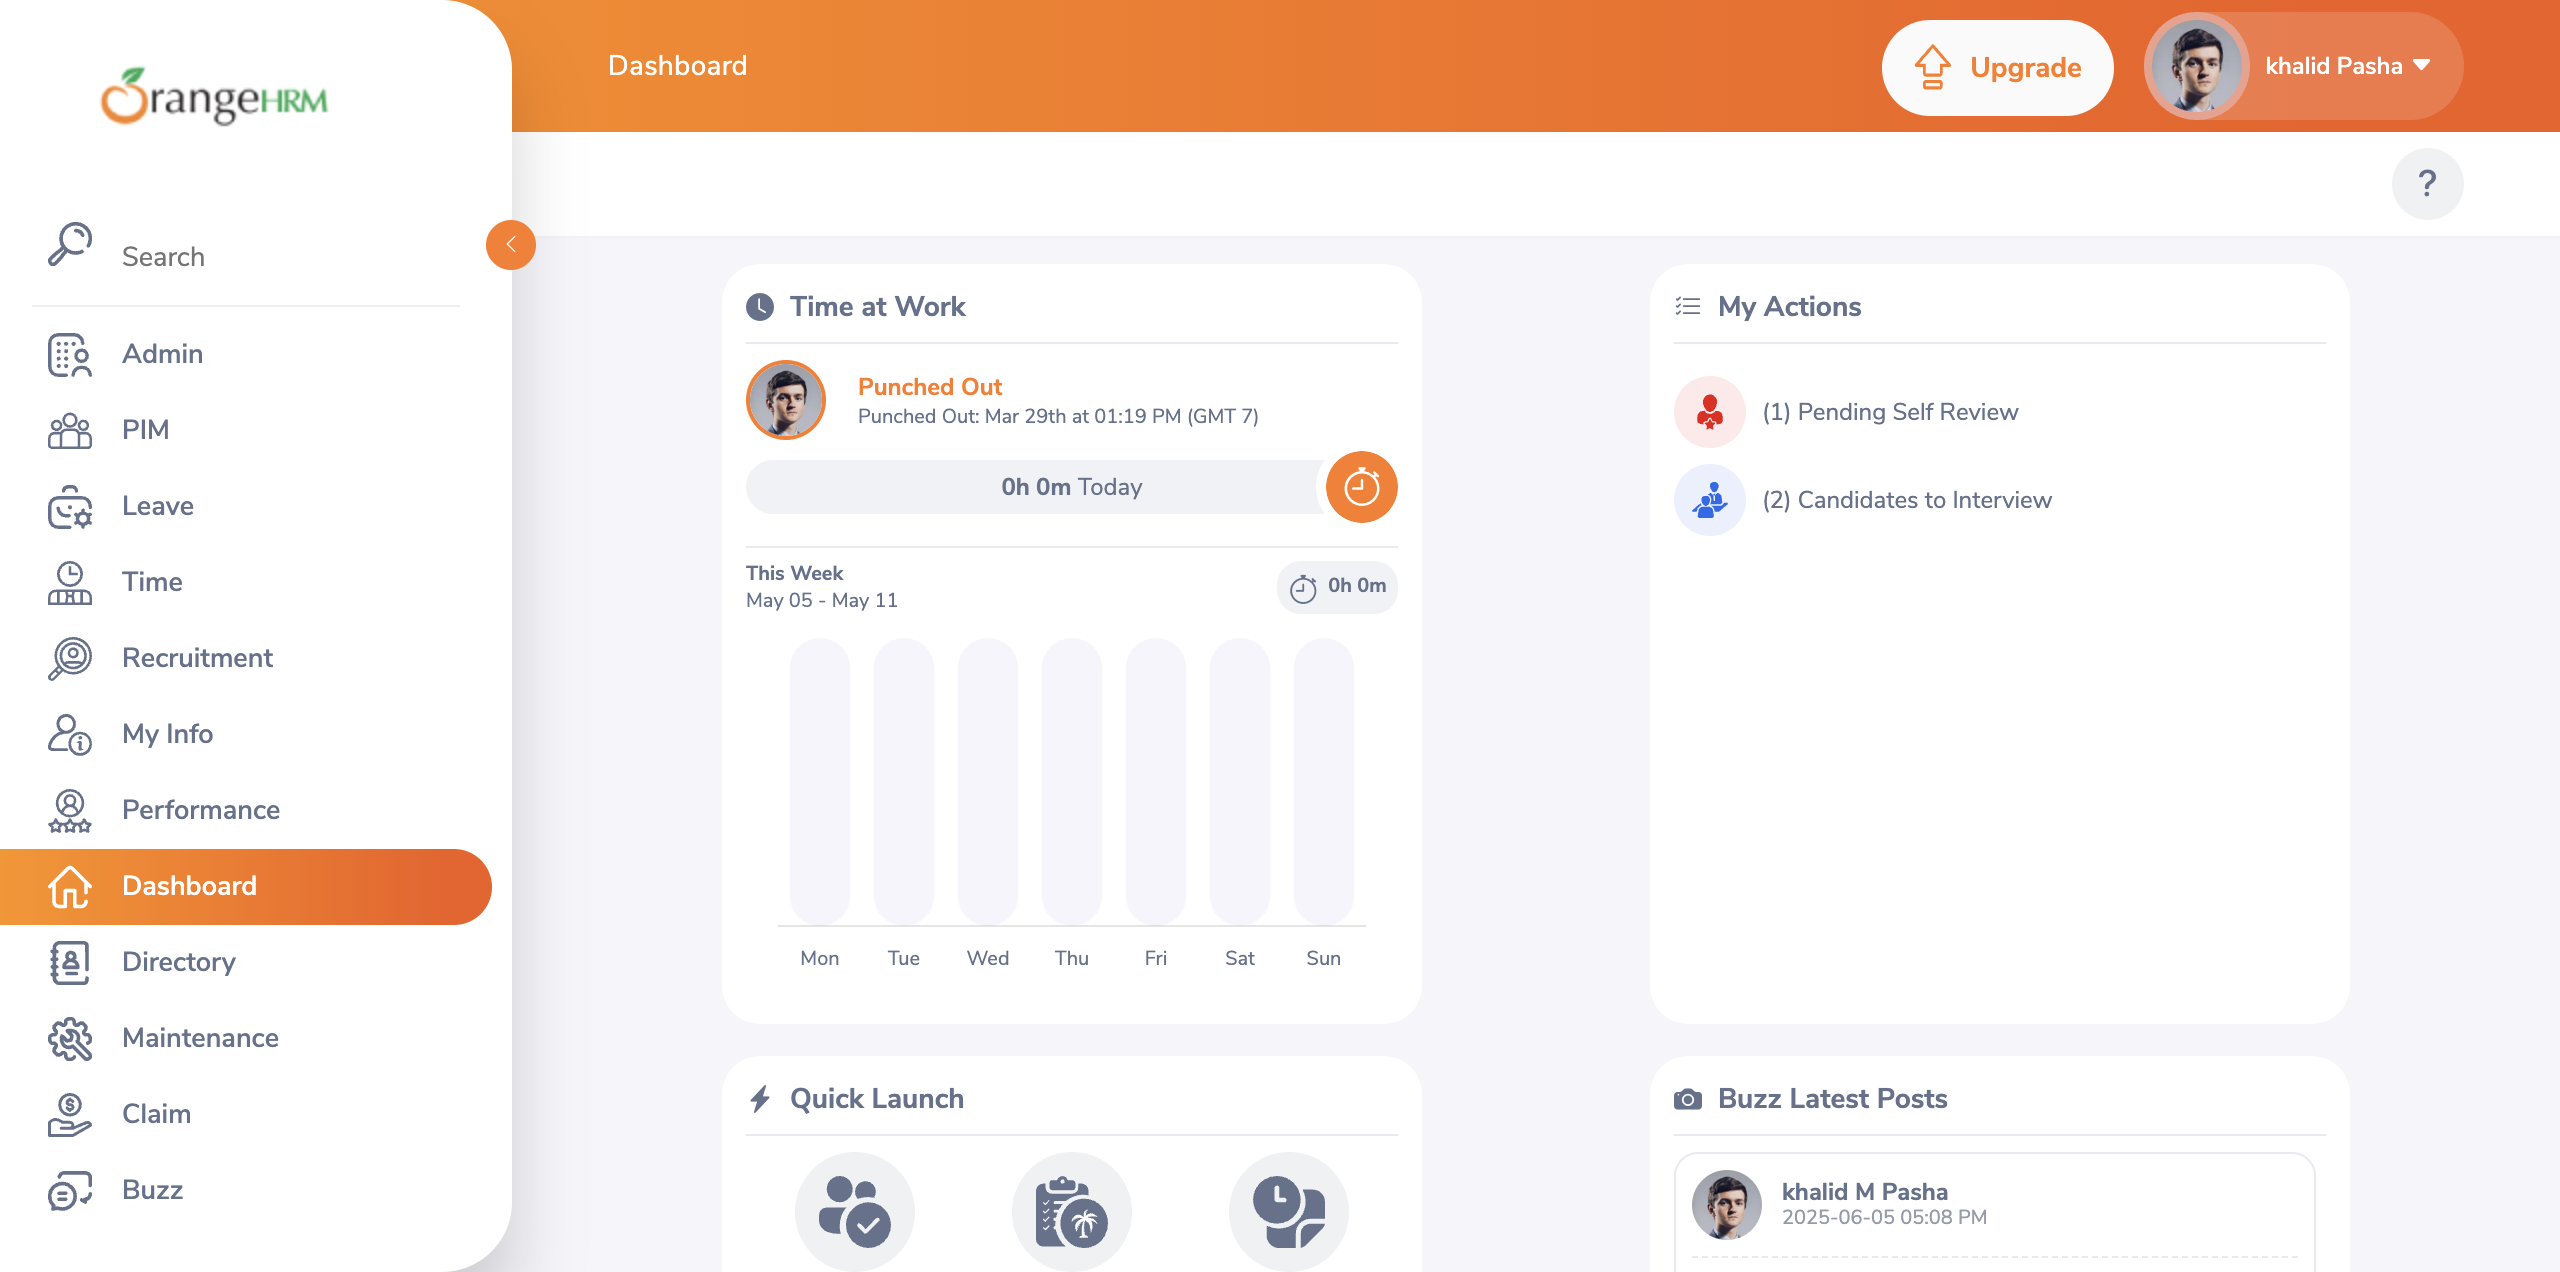 OrangeHRM
Search
Admin
PIM
Leave
Time
Recruitment
My Info
Performance
Dashboard
Directory
Maintenance
Claim
Buzz
Dashboard
Upgrade
khalid Pasha
?
Time at Work
Punched Out
Punched Out: Mar 29th at 01:19 PM (GMT 7)
0h 0m Today
This Week
May 05 - May 11
0h 0m
Mon Tue Wed Thu Fri Sat Sun
My Actions
(1) Pending Self Review
(2) Candidates to Interview
Quick Launch
Buzz Latest Posts
khalid M Pasha
2025-06-05 05:08 PM